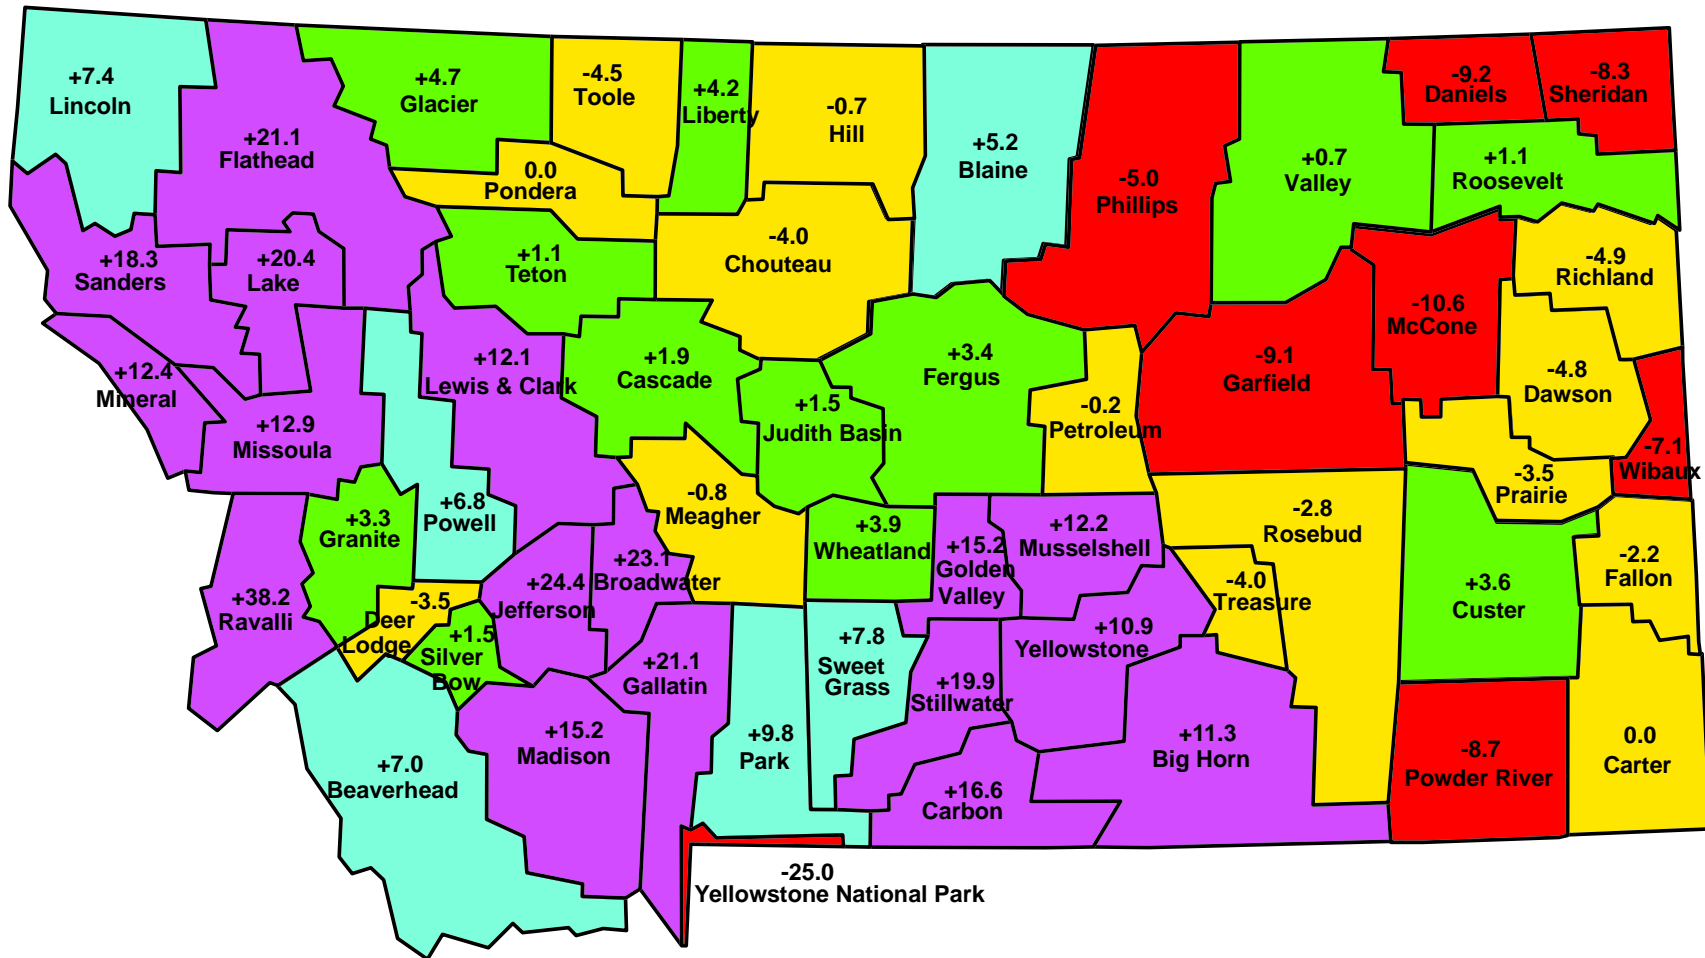 +7.4
Lincoln
+21.1
Flathead
+4.7
Glacier
-4.5
Toole
+4.2
Liberty
-0.7
Hill
+5.2
Blaine
-5.0
Phillips
+0.7
Valley
-9.2
Daniels
-8.3
Sheridan
+1.1
Roosevelt
0.0
Pondera
+18.3
Sanders
+20.4
Lake
+1.1
Teton
-4.0
Chouteau
-4.9
Richland
-10.6
McCone
+12.4
Mineral
+12.9
Missoula
+12.1
Lewis & Clark
+1.9
Cascade
+1.5
Judith Basin
+3.4
Fergus
-0.2
Petroleum
-9.1
Garfield
-4.8
Dawson
-7.1
Wibaux
-3.5
Prairie
+6.8
Powell
+3.3
Granite
-0.8
Meagher
+3.9
Wheatland
+15.2
Golden
Valley
+12.2
Musselshell
-2.8
Rosebud
-4.0
Treasure
+3.6
Custer
-2.2
Fallon
+38.2
Ravalli
-3.5
Deer
Lodge
+1.5
Silver
Bow
+24.4
Jefferson
+23.1
Broadwater
+21.1
Gallatin
+7.8
Sweet
Grass
+19.9
Stillwater
+10.9
Yellowstone
+7.0
Beaverhead
+15.2
Madison
+9.8
Park
+16.6
Carbon
+11.3
Big Horn
-8.7
Powder River
0.0
Carter
-25.0
Yellowstone National Park